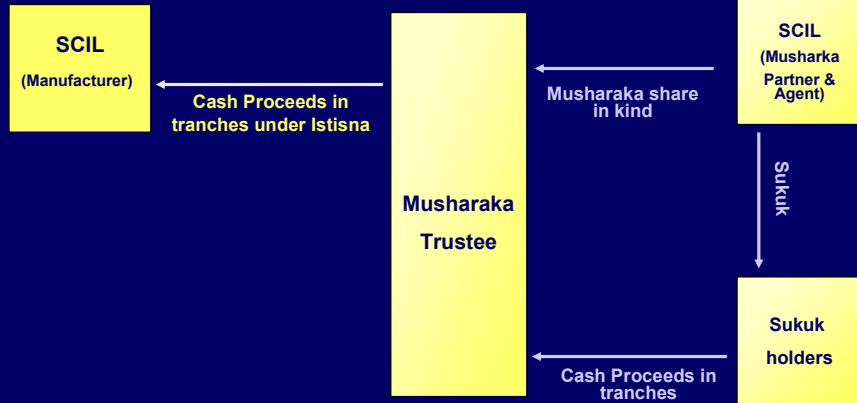 SCIL
(Manufacturer)
Cash Proceeds in
tranches under Istisna
Musharaka
Trustee
Musharaka share
in kind
SCIL
(Musharka
Partner &
Agent)
Sukuk
Sukuk
holders
Cash Proceeds in
tranches